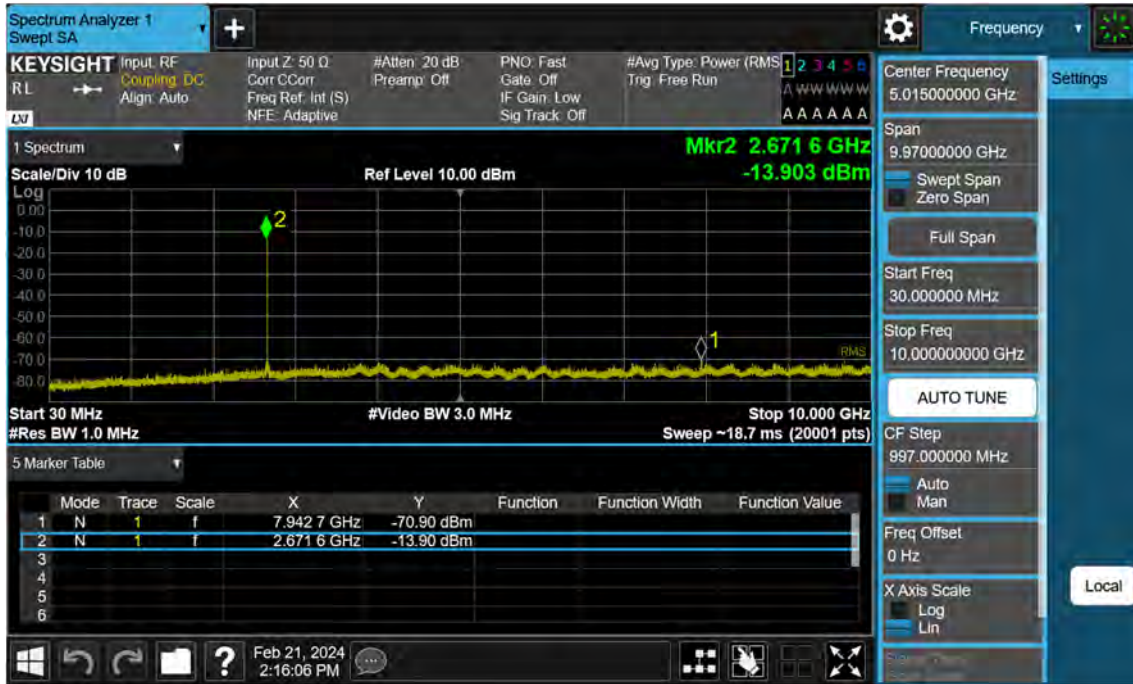 Spectrum Analyzer 1
Swept SA
Frequency
KEYSIGHT
RL
LXI
Input: RF
Coupling: DC
Align: Auto
Input Z: 50 Ω
Corr CCorr
Freq Ref: Int (S)
NFE: Adaptive
#Atten: 20 dB
Preamp: Off
PNO: Fast
Gate: Off
IF Gain: Low
Sig Track: Off
#Avg Type: Power (RMS
Trig: Free Run
1 2 3 4 5 6
A W W W W W
A A A A A A
1 Spectrum
Scale/Div 10 dB
Ref Level 10.00 dBm
Mkr2 2.671 6 GHz
-13.903 dBm
Log
0.00
-10.0
-20.0
-30.0
-40.0
-50.0
-60.0
-70.0
-80.0
2
1
RMS
Start 30 MHz
#Video BW 3.0 MHz
Stop 10.000 GHz
#Res BW 1.0 MHz
Sweep ~18.7 ms (20001 pts)
5 Marker Table
Mode Trace Scale X Y Function Function Width Function Value
1 N 1 f 7.942 7 GHz -70.90 dBm
2 N 1 f 2.671 6 GHz -13.90 dBm
3
4
5
6
Feb 21, 2024
2:16:06 PM
Center Frequency
5.015000000 GHz
Span
9.97000000 GHz
Swept Span
Zero Span
Full Span
Start Freq
30.000000 MHz
Stop Freq
10.000000000 GHz
AUTO TUNE
CF Step
997.000000 MHz
Auto
Man
Freq Offset
0 Hz
X Axis Scale
Log
Lin
Settings
Local